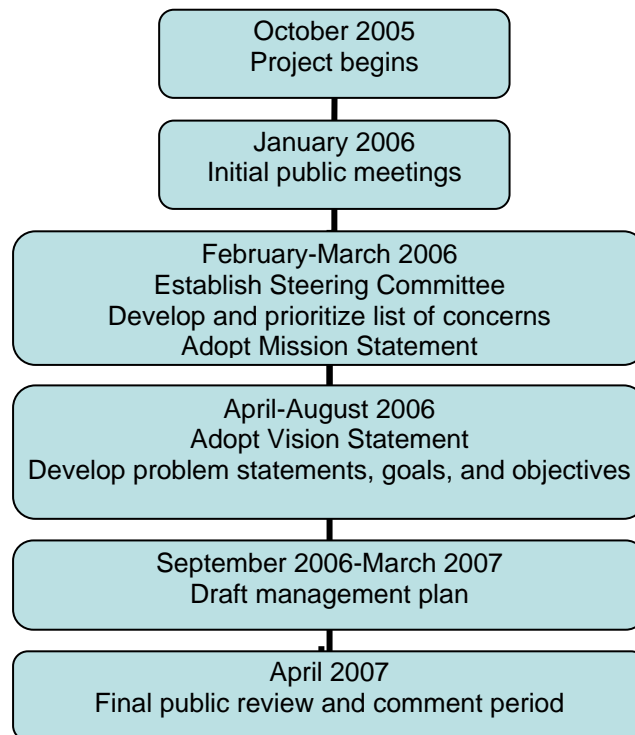 October 2005
Project begins
January 2006
Initial public meetings
February-March 2006
Establish Steering Committee
Develop and prioritize list of concerns
Adopt Mission Statement
April-August 2006
Adopt Vision Statement
Develop problem statements, goals, and objectives
September 2006-March 2007
Draft management plan
April 2007
Final public review and comment period